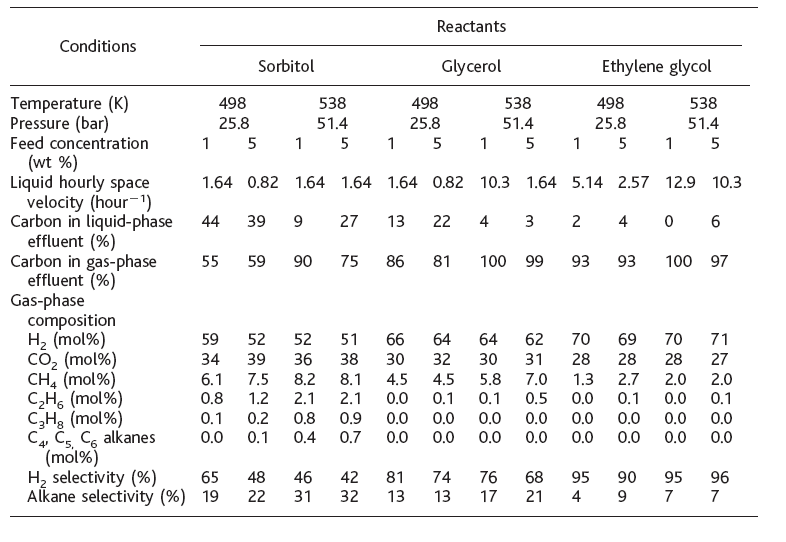 Reactants
Conditions
Sorbitol Glycerol Ethylene glycol
Temperature (K) 498 538 498 538 498 538
Pressure (bar) 25.8 51.4 25.8 51.4 25.8 51.4
Feed concentration 1 5 1 5 1 5 1 5 1 5 1 5
(wt %)
Liquid hourly space 1.64 0.82 1.64 1.64 1.64 0.82 10.3 1.64 5.14 2.57 12.9 10.3
velocity (hour⁻¹)
Carbon in liquid-phase 44 39 9 27 13 22 4 3 2 4 0 6
effluent (%)
Carbon in gas-phase 55 59 90 75 86 81 100 99 93 93 100 97
effluent (%)
Gas-phase
composition
H₂ (mol%) 59 52 52 51 66 64 64 62 70 69 70 71
CO₂ (mol%) 34 39 36 38 30 32 30 31 28 28 28 27
CH₄ (mol%) 6.1 7.5 8.2 8.1 4.5 4.5 5.8 7.0 1.3 2.7 2.0 2.0
C₂H₆ (mol%) 0.8 1.2 2.1 2.1 0.0 0.1 0.1 0.5 0.0 0.1 0.0 0.1
C₃H₈ (mol%) 0.1 0.2 0.8 0.9 0.0 0.0 0.0 0.0 0.0 0.0 0.0 0.0
C₄, C₅, C₆ alkanes 0.0 0.1 0.4 0.7 0.0 0.0 0.0 0.0 0.0 0.0 0.0 0.0
(mol%)
H₂ selectivity (%) 65 48 46 42 81 74 76 68 95 90 95 96
Alkane selectivity (%) 19 22 31 32 13 13 17 21 4 9 7 7